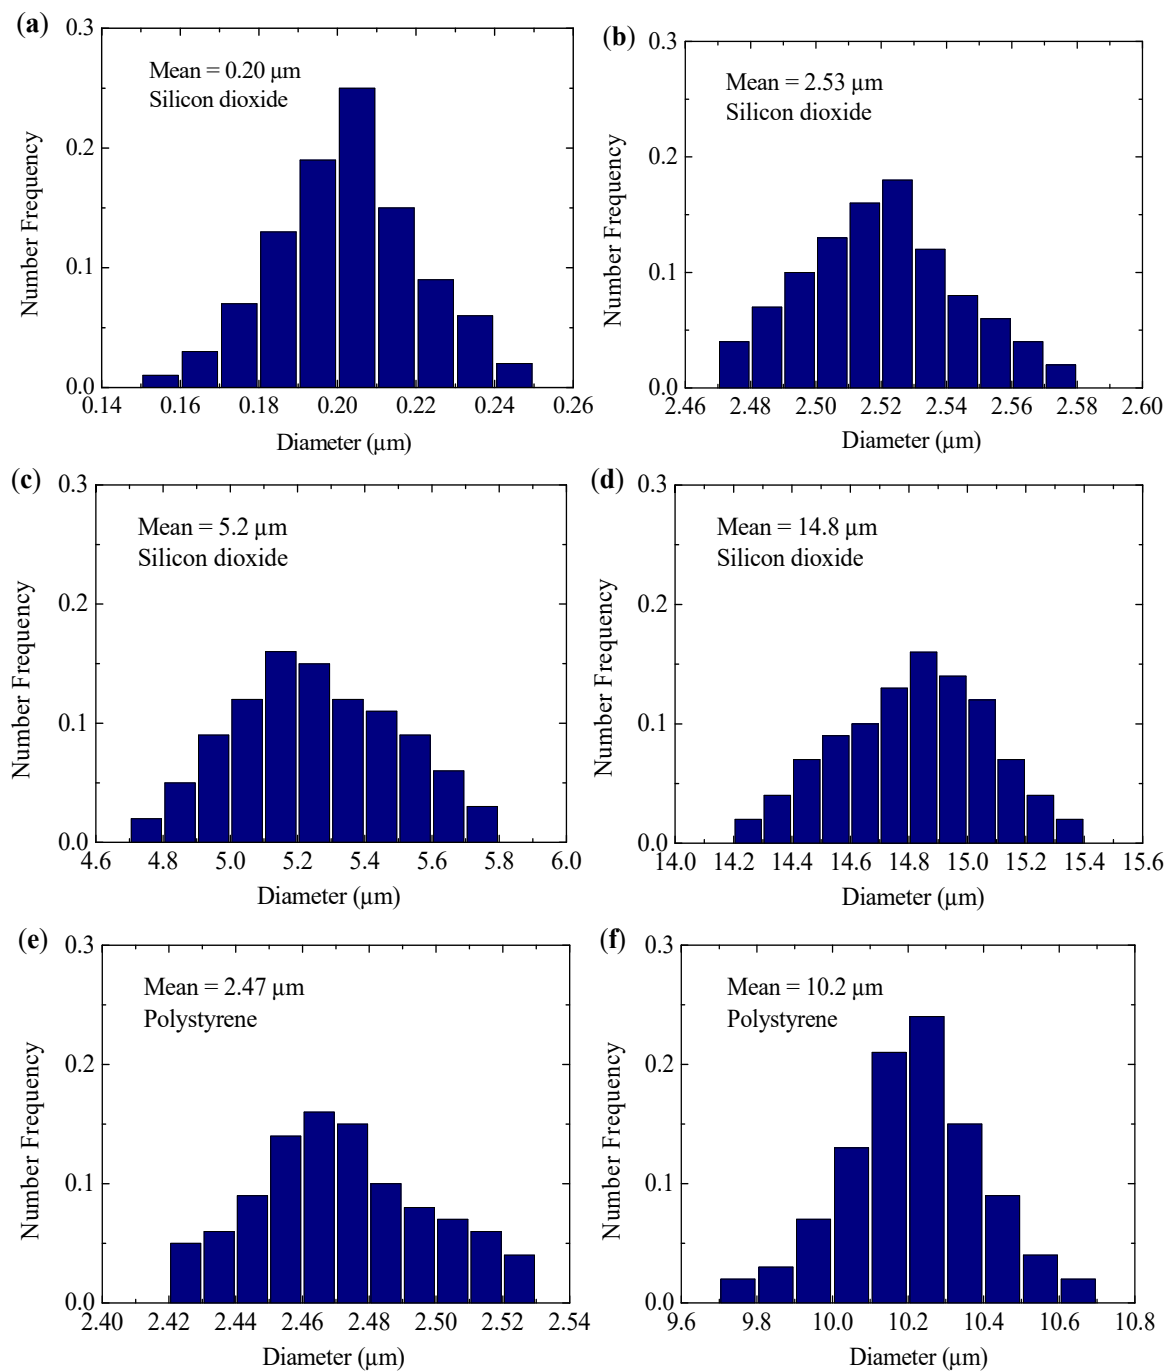 (a)
0.3
Mean = 0.20 µm
Silicon dioxide
0.2
0.1
0.0
Number Frequency
0.14 0.16 0.18 0.20 0.22 0.24 0.26
Diameter (µm)
(b)
0.3
Mean = 2.53 µm
Silicon dioxide
0.2
0.1
0.0
Number Frequency
2.46 2.48 2.50 2.52 2.54 2.56 2.58 2.60
Diameter (µm)
(c)
0.3
Mean = 5.2 µm
Silicon dioxide
0.2
0.1
0.0
Number Frequency
4.6 4.8 5.0 5.2 5.4 5.6 5.8 6.0
Diameter (µm)
(d)
0.3
Mean = 14.8 µm
Silicon dioxide
0.2
0.1
0.0
Number Frequency
14.0 14.2 14.4 14.6 14.8 15.0 15.2 15.4 15.6
Diameter (µm)
(e)
0.3
Mean = 2.47 µm
Polystyrene
0.2
0.1
0.0
Number Frequency
2.40 2.42 2.44 2.46 2.48 2.50 2.52 2.54
Diameter (µm)
(f)
0.3
Mean = 10.2 µm
Polystyrene
0.2
0.1
0.0
Number Frequency
9.6 9.8 10.0 10.2 10.4 10.6 10.8
Diameter (µm)